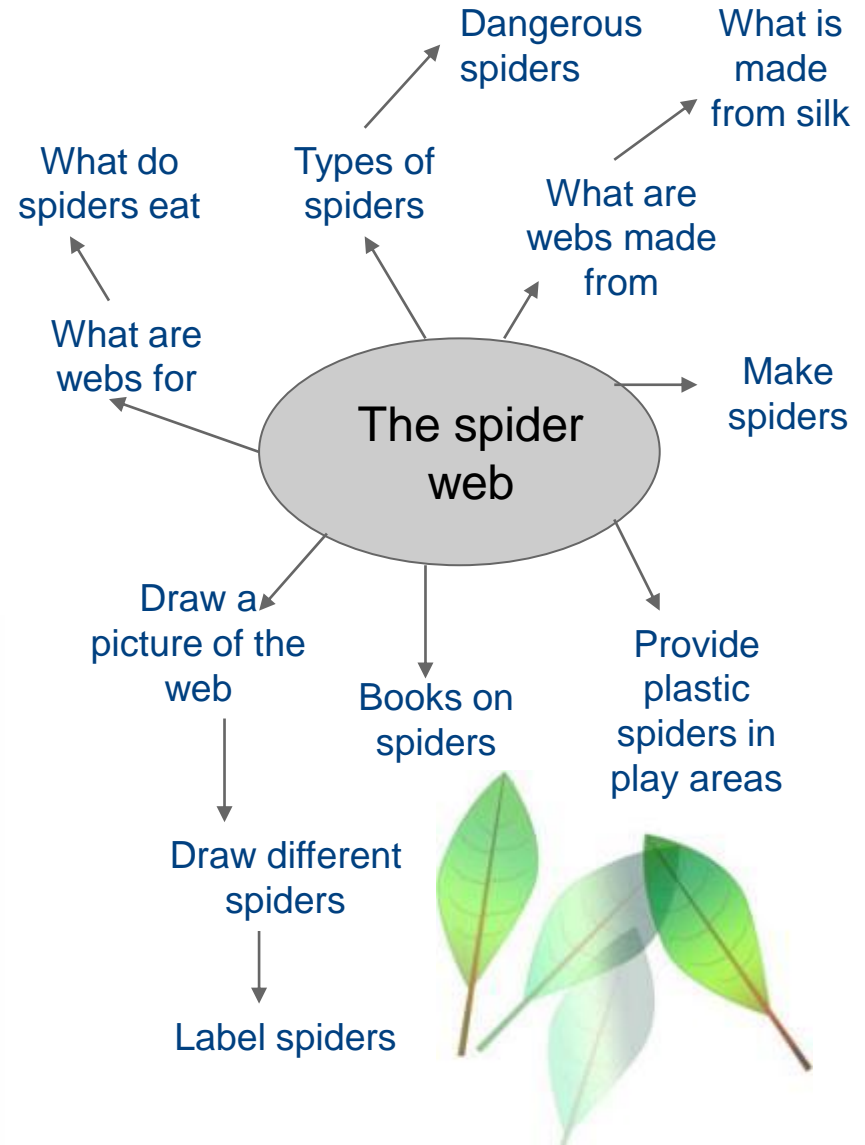 Dangerous
spiders
What is
made
from silk
What do
spiders eat
Types of
spiders
What are
webs made
from
What are
webs for
Make
spiders
The spider
web
Draw a
picture of the
web
Books on
spiders
Provide
plastic
spiders in
play areas
Draw different
spiders
Label spiders